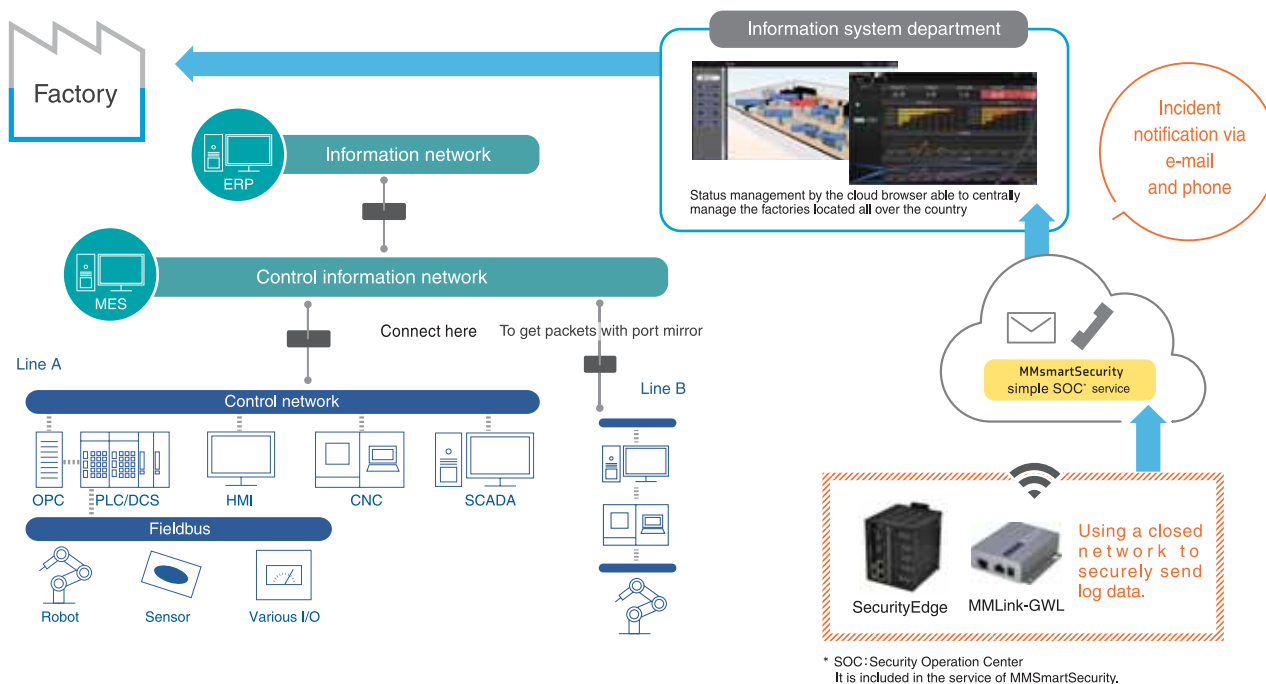 Information system department
Factory
Incident
notification via
e-mail
and phone
Information network
ERP
Status management by the cloud browser able to centrally
manage the factories located all over the country
Control information network
MES
Connect here
To get packets with port mirror
MMsmartSecurity
simple SOC* service
Line A
Line B
Control network
OPC
PLC/DCS
HMI
CNC
SCADA
Fieldbus
Robot
Sensor
Various I/O
Using a closed
network to
securely send
log data.
SecurityEdge
MMLink-GWL
* SOC:Security Operation Center
It is included in the service of MMSmartSecurity.